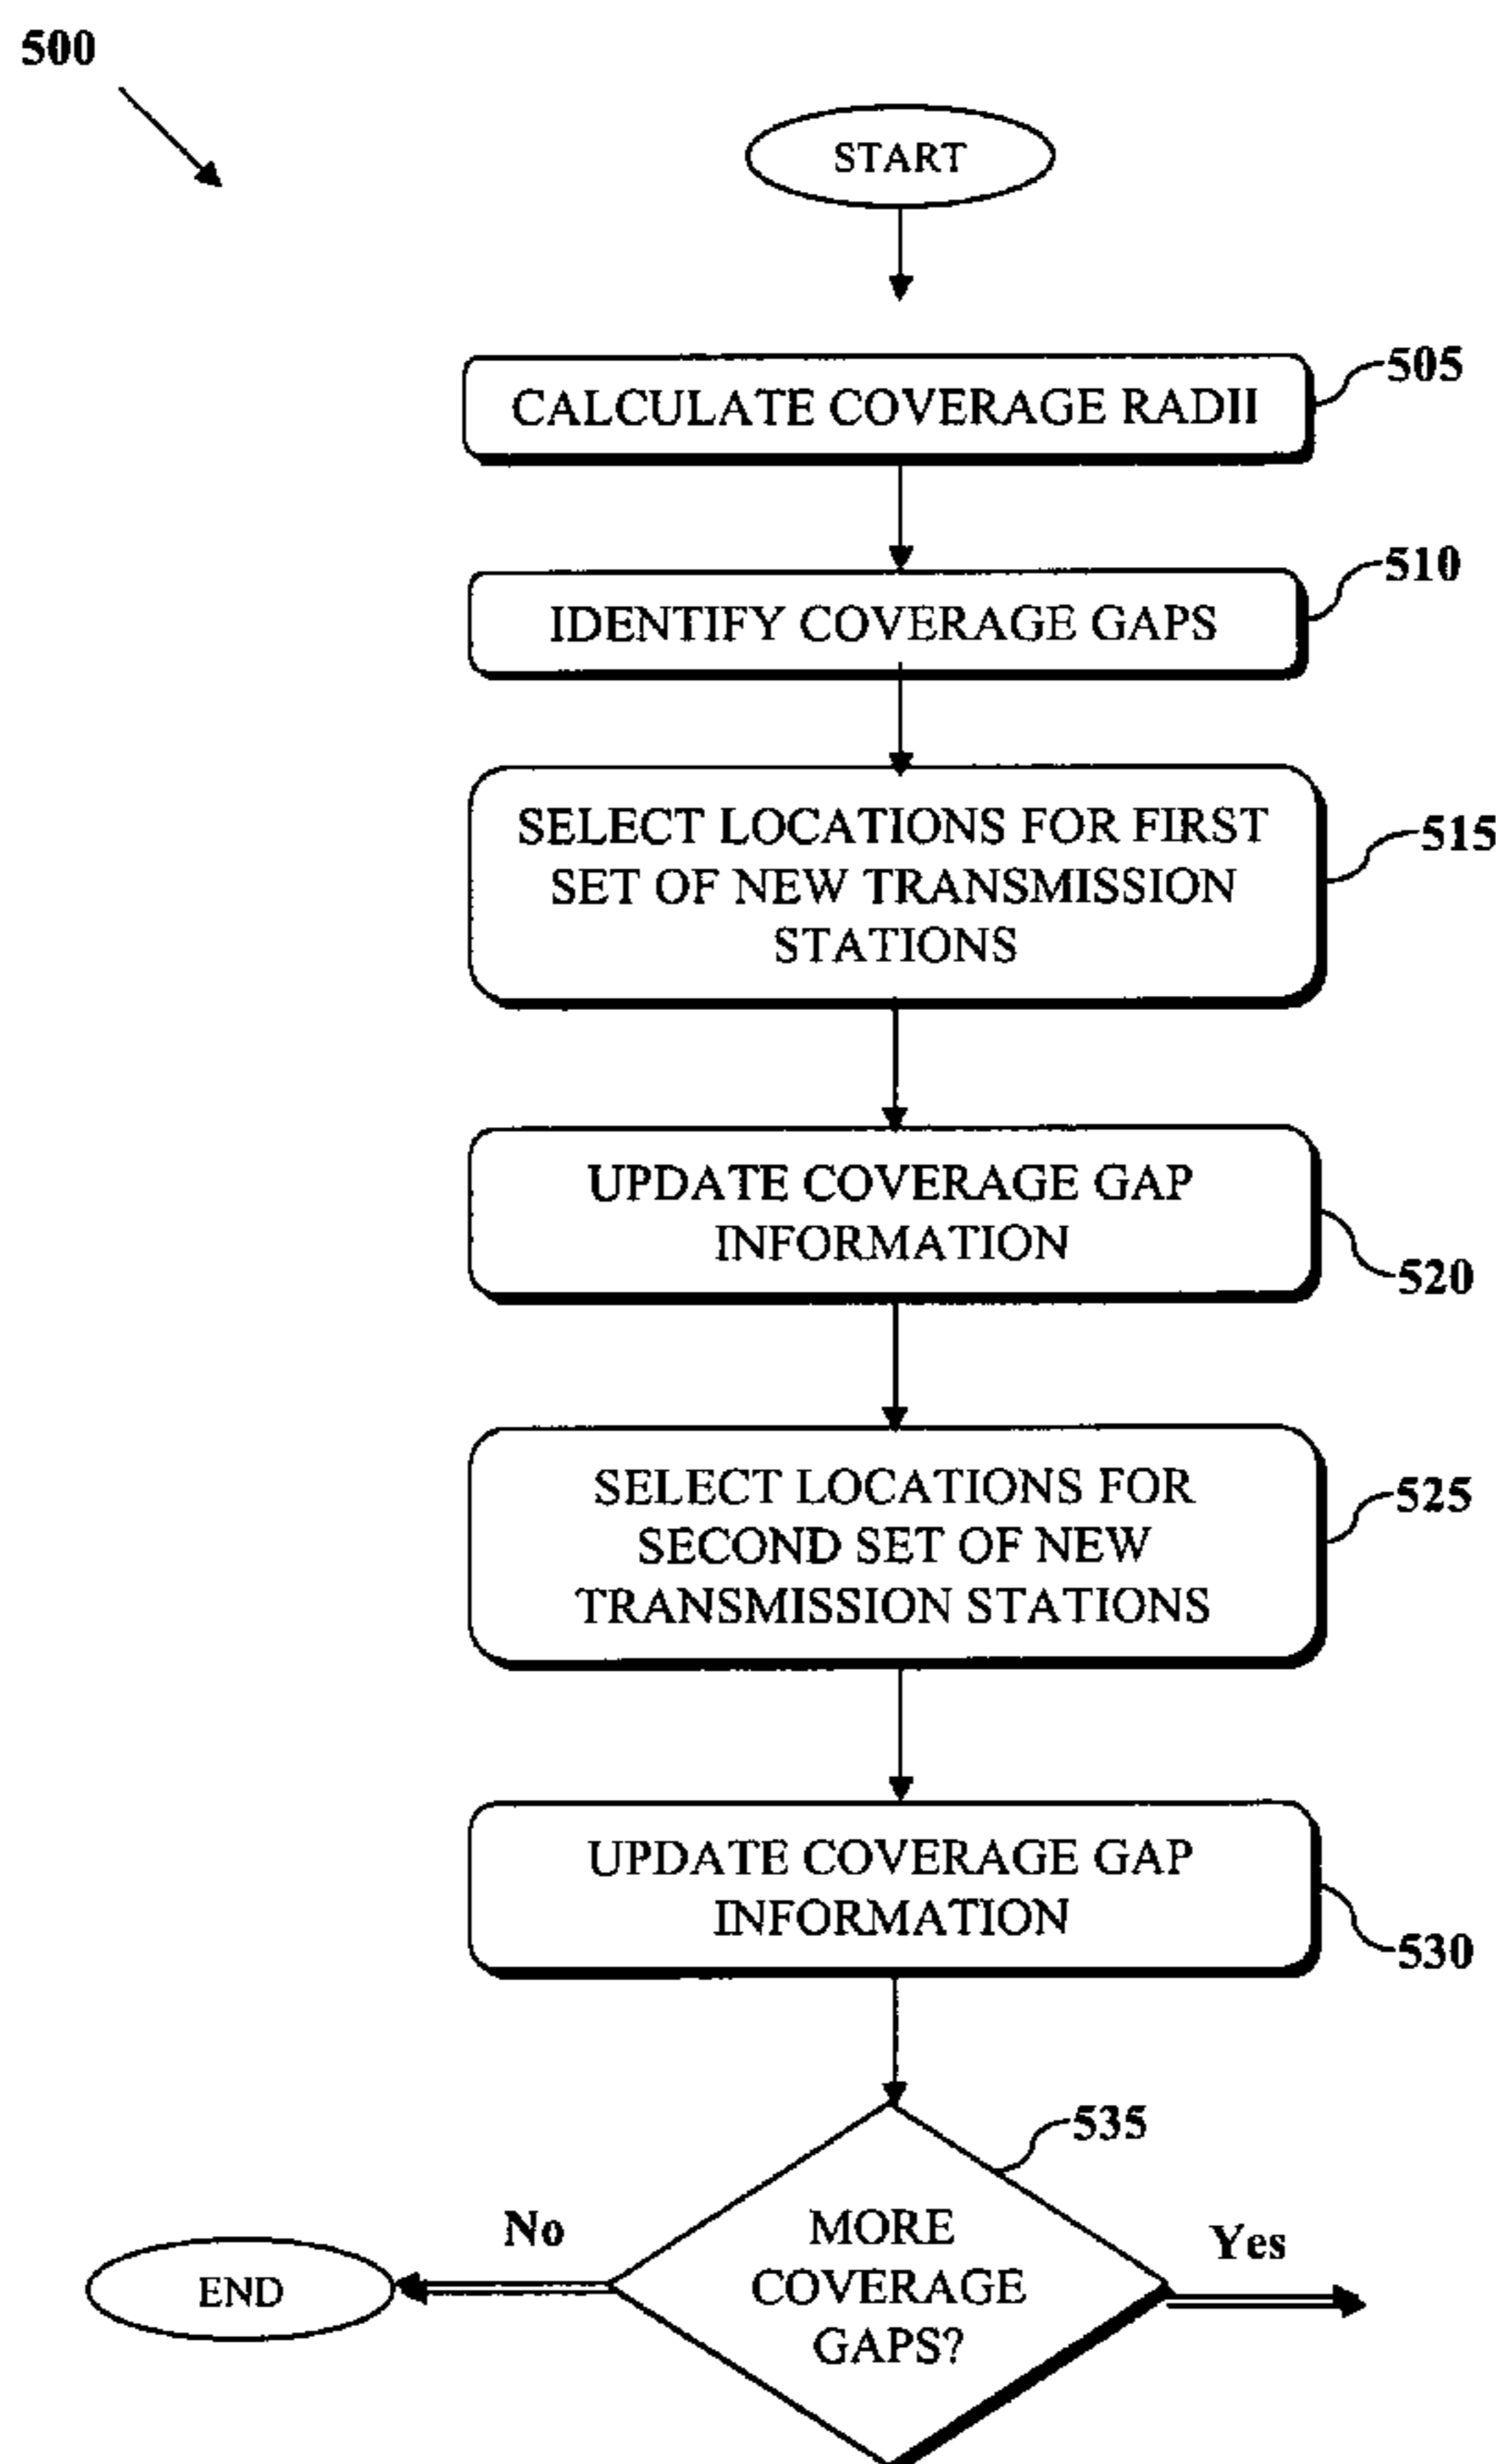 500
START
CALCULATE COVERAGE RADII
505
IDENTIFY COVERAGE GAPS
510
SELECT LOCATIONS FOR FIRST
SET OF NEW TRANSMISSION
STATIONS
515
UPDATE COVERAGE GAP
INFORMATION
520
SELECT LOCATIONS FOR
SECOND SET OF NEW
TRANSMISSION STATIONS
525
UPDATE COVERAGE GAP
INFORMATION
530
535
MORE
COVERAGE
GAPS?
No
Yes
END